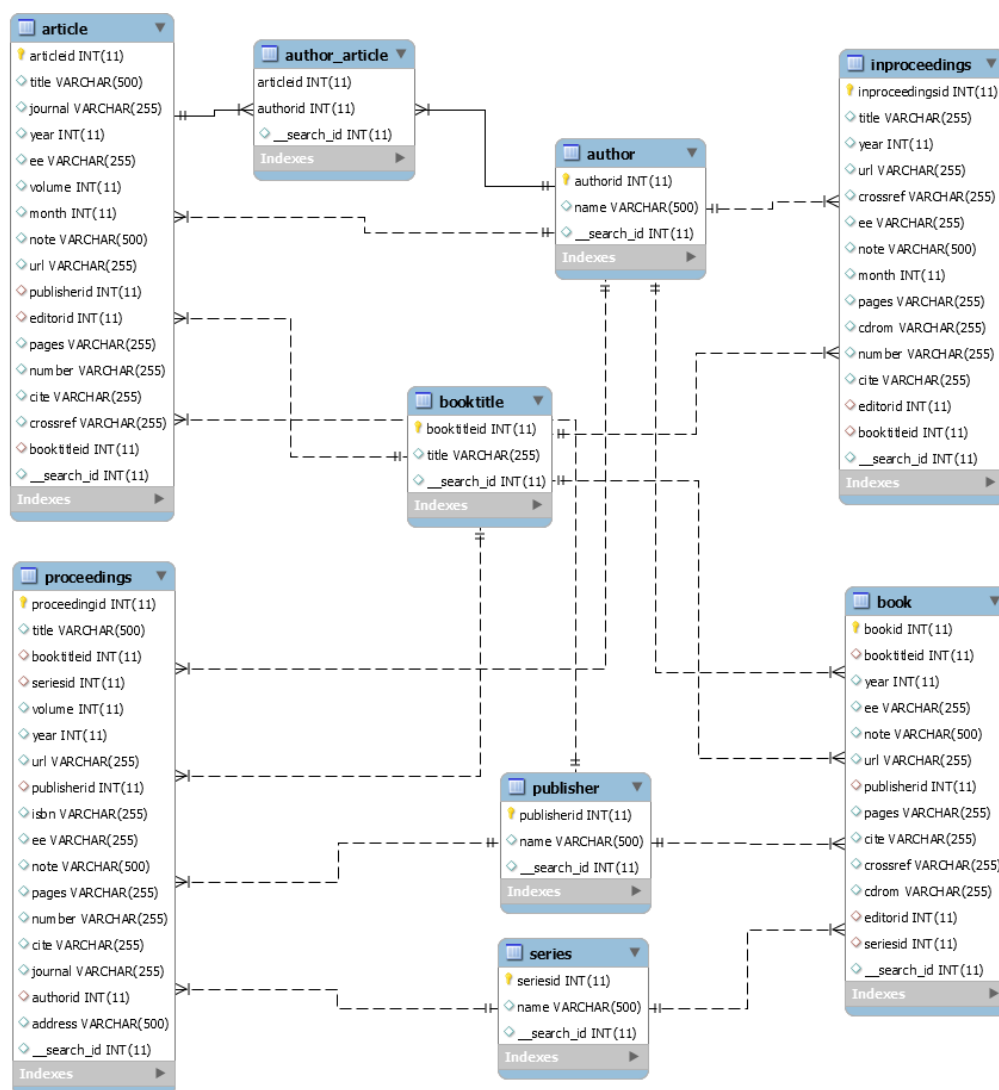 article
articleid INT(11)
title VARCHAR(500)
journal VARCHAR(255)
year INT(11)
ee VARCHAR(255)
volume INT(11)
month INT(11)
note VARCHAR(500)
url VARCHAR(255)
publisherid INT(11)
editorid INT(11)
pages VARCHAR(255)
number VARCHAR(255)
cite VARCHAR(255)
crossref VARCHAR(255)
booktitleid INT(11)
__search_id INT(11)
Indexes
author_article
articleid INT(11)
authorid INT(11)
__search_id INT(11)
Indexes
author
authorid INT(11)
name VARCHAR(500)
__search_id INT(11)
Indexes
inproceedings
inproceedingsid INT(11)
title VARCHAR(255)
year INT(11)
url VARCHAR(255)
crossref VARCHAR(255)
ee VARCHAR(255)
note VARCHAR(500)
month INT(11)
pages VARCHAR(255)
cdrom VARCHAR(255)
number VARCHAR(255)
cite VARCHAR(255)
editorid INT(11)
booktitleid INT(11)
__search_id INT(11)
Indexes
booktitle
booktitleid INT(11)
title VARCHAR(255)
__search_id INT(11)
Indexes
proceedings
proceedingid INT(11)
title VARCHAR(500)
booktitleid INT(11)
seriesid INT(11)
volume INT(11)
year INT(11)
url VARCHAR(255)
publisherid INT(11)
isbn VARCHAR(255)
ee VARCHAR(255)
note VARCHAR(500)
pages VARCHAR(255)
number VARCHAR(255)
cite VARCHAR(255)
journal VARCHAR(255)
authorid INT(11)
address VARCHAR(500)
__search_id INT(11)
Indexes
publisher
publisherid INT(11)
name VARCHAR(500)
__search_id INT(11)
Indexes
series
seriesid INT(11)
name VARCHAR(500)
__search_id INT(11)
Indexes
book
bookid INT(11)
booktitleid INT(11)
year INT(11)
ee VARCHAR(255)
note VARCHAR(500)
url VARCHAR(255)
publisherid INT(11)
pages VARCHAR(255)
cite VARCHAR(255)
crossref VARCHAR(255)
cdrom VARCHAR(255)
editorid INT(11)
seriesid INT(11)
__search_id INT(11)
Indexes